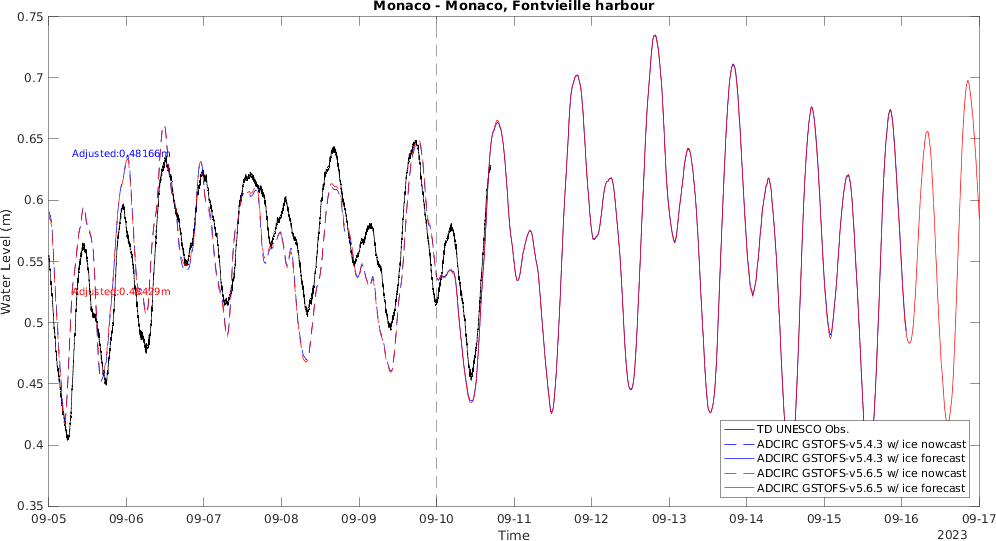 Monaco - Monaco, Fontvieille harbour
Water Level (m)
0.75
0.7
0.65
0.6
0.55
0.5
0.45
0.4
0.35
Adjusted:0.48166m
Adjusted:0.48429m
TD UNESCO Obs.
ADCIRC GSTOFS-v5.4.3 w/ ice nowcast
ADCIRC GSTOFS-v5.4.3 w/ ice forecast
ADCIRC GSTOFS-v5.6.5 w/ ice nowcast
ADCIRC GSTOFS-v5.6.5 w/ ice forecast
09-05 09-06 09-07 09-08 09-09 09-10 09-11 09-12 09-13 09-14 09-15 09-16 09-17
Time
2023